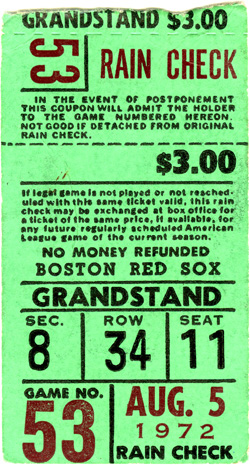 GRANDSTAND $3.00
53 RAIN CHECK
IN THE EVENT OF POSTPONEMENT
THIS COUPON WILL ADMIT THE HOLDER
TO THE GAME NUMBERED HEREON.
NOT GOOD IF DETACHED FROM ORIGINAL
RAIN CHECK.
$3.00
If legal game is not played or not resched-
uled with this same ticket valid, this rain
check may be exchanged at box office for
a ticket of the same price, if available, for
any future regularly scheduled American
League game of the current season.
NO MONEY REFUNDED
BOSTON RED SOX
GRANDSTAND
SEC. ROW SEAT
8 34 11
GAME NO.
53
AUG. 5
1972
RAIN CHECK